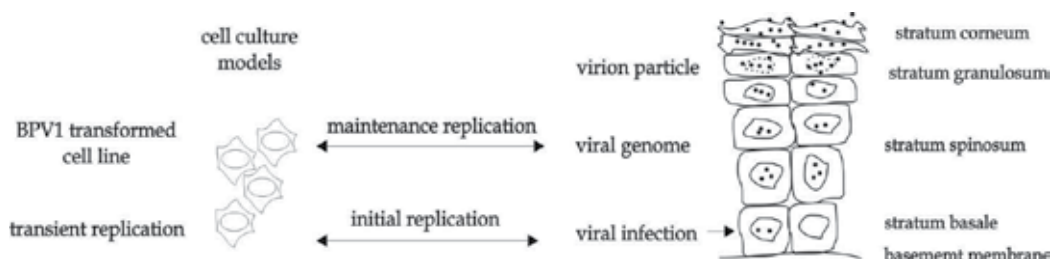 cell culture
models
BPV1 transformed
cell line
transient replication
maintenance replication
initial replication
virion particle
viral genome
viral infection
stratum corneum
stratum granulosum
stratum spinosum
stratum basale
basememt membrane